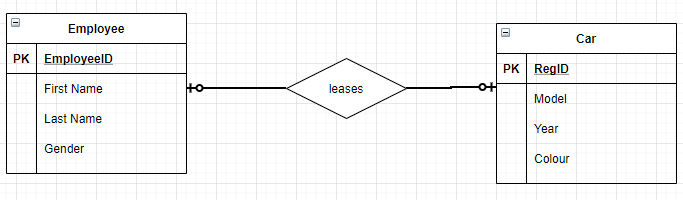 Employee
PK EmployeeID
First Name
Last Name
Gender
leases
Car
PK RegID
Model
Year
Colour